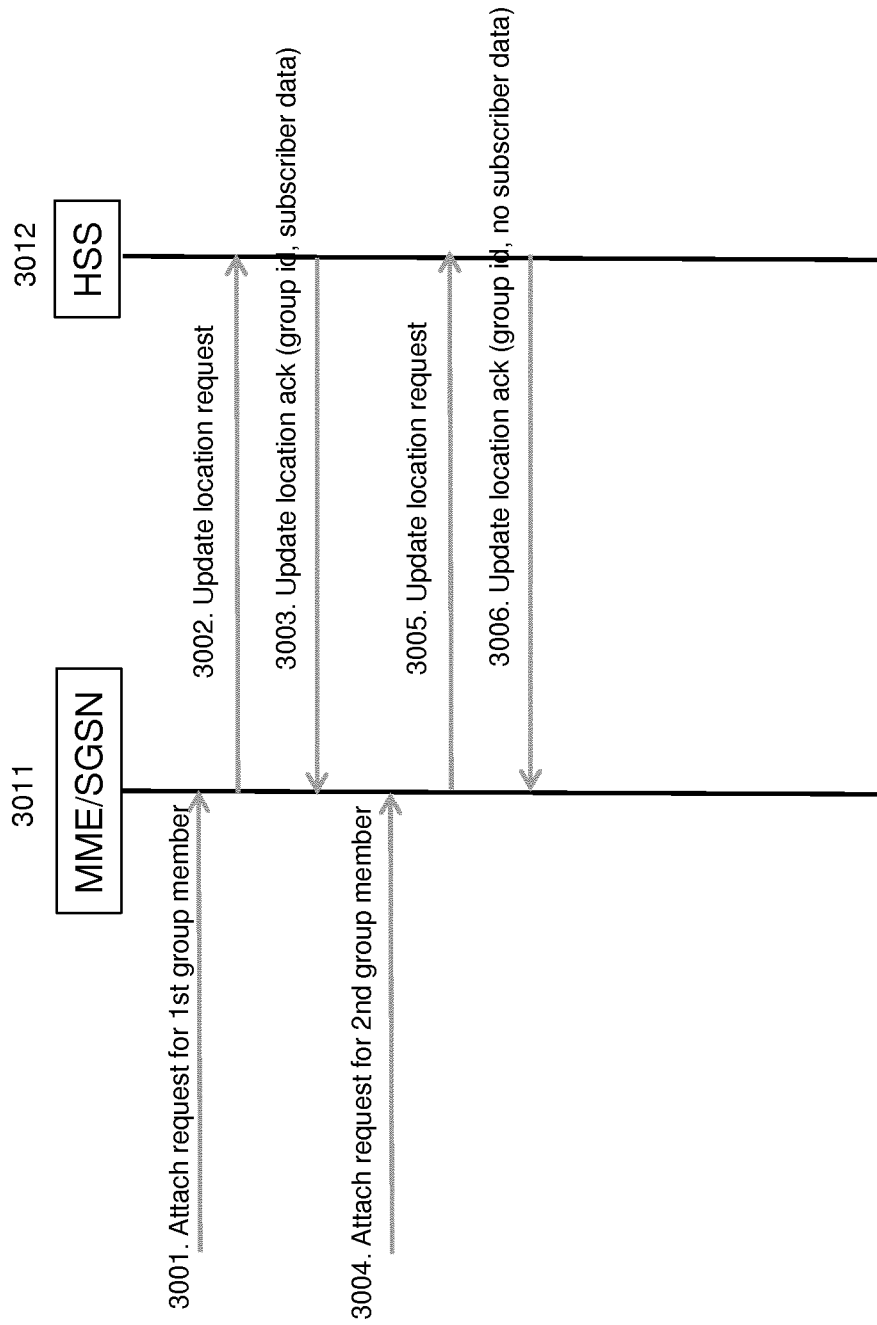 3011
MME/SGSN
3012
HSS
3001. Attach request for 1st group member
3002. Update location request
3003. Update location ack (group id, subscriber data)
3004. Attach request for 2nd group member
3005. Update location request
3006. Update location ack (group id, no subscriber data)